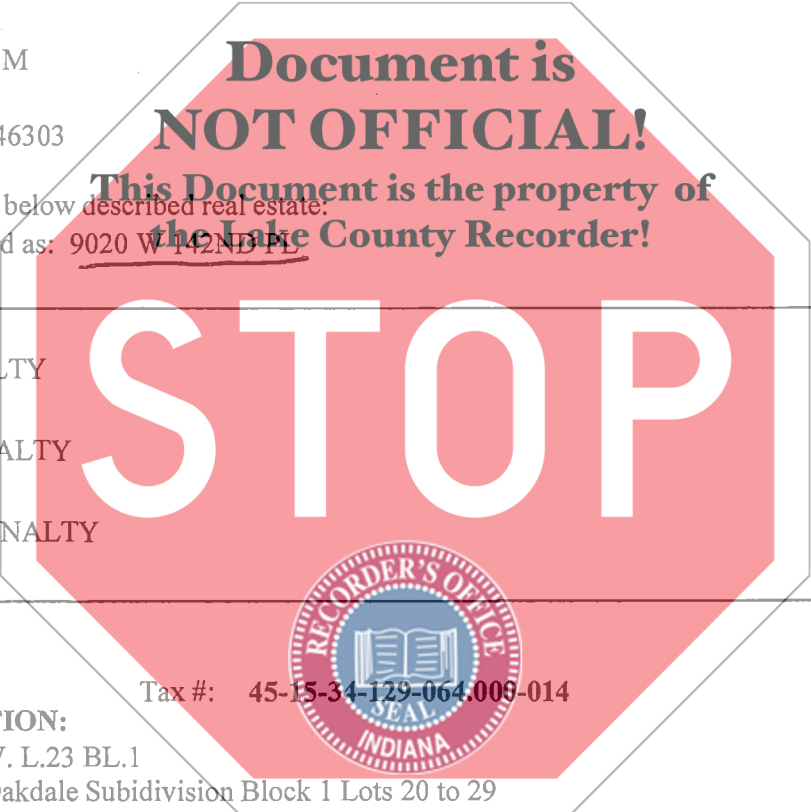 M
Document is
NOT OFFICIAL!
46303
This Document is the property of
below described real estate:
the Lake County Recorder!
d as: 9020 W 142ND PL
STOP
LTY
ALTY
NALTY
RECORDER'S OFFICE
SEAL
INDIANA
Tax #: 45-15-34-129-064.000-014
TION:
. L.23 BL.1
akdale Subidivision Block 1 Lots 20 to 29